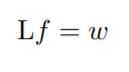 Lf = w